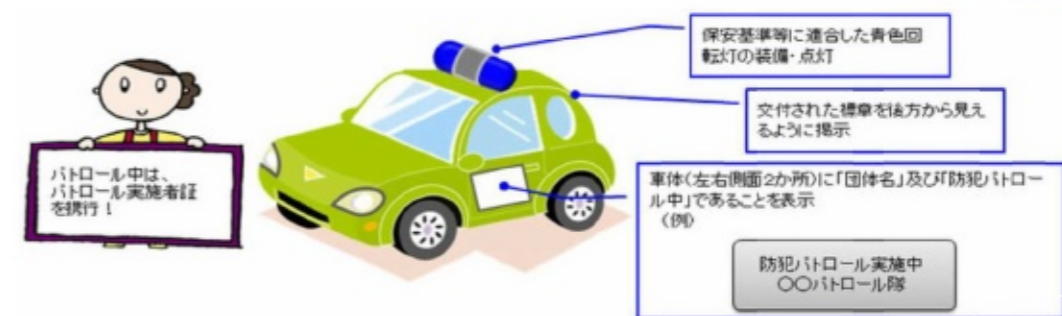 保安基準等に適合した青色回
転灯の装備・点灯
交付された標章を後方から見え
るように掲示
パトロール中は、
パトロール実施者証
を携行！
車体(左右側面2か所)に「団体名」及び「防犯パトロー
ル中」であることを表示
(例)
防犯パトロール実施中
○○パトロール隊